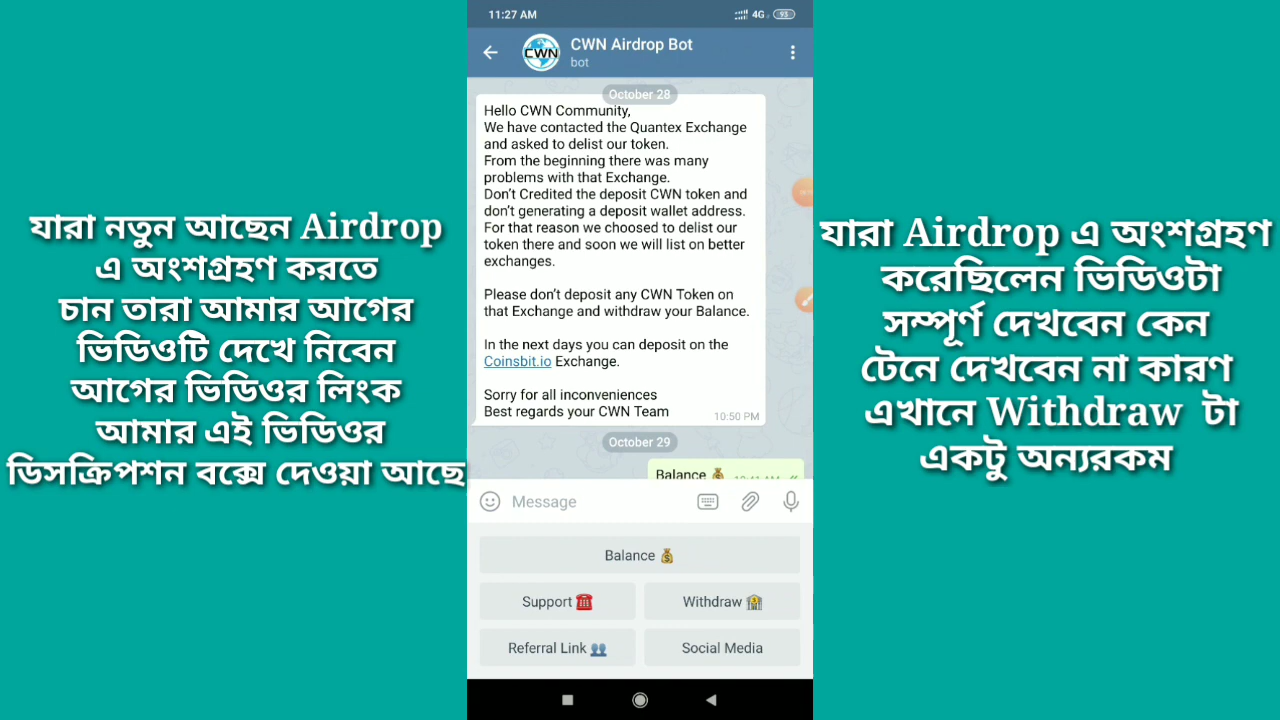 যারা নতুন আছেন Airdrop
এ অংশগ্রহণ করতে
চান তারা আমার আগের
ভিডিওটি দেখে নিবেন
আগের ভিডিওর লিংক
আমার এই ভিডিওর
ডিসক্রিপশন বক্সে দেওয়া আছে
11:27 AM
4G
93
CWN
CWN Airdrop Bot
bot
October 28
Hello CWN Community,
We have contacted the Quantex Exchange
and asked to delist our token.
From the beginning there was many
problems with that Exchange.
Don't Credited the deposit CWN token and
don't generating a deposit wallet address.
For that reason we choosed to delist our
token there and soon we will list on better
exchanges.
Please don't deposit any CWN Token on
that Exchange and withdraw your Balance.
In the next days you can deposit on the
Coinsbit.io Exchange.
Sorry for all inconveniences
Best regards your CWN Team
10:50 PM
October 29
Balance 💰 10:41 AM
Message
Balance 💰
Support ☎️
Withdraw 🏦
Referral Link 👥
Social Media
যারা Airdrop এ অংশগ্রহণ
করেছিলেন ভিডিওটা
সম্পূর্ণ দেখবেন কেন
টেনে দেখবেন না কারণ
এখানে Withdraw টা
একটু অন্যরকম